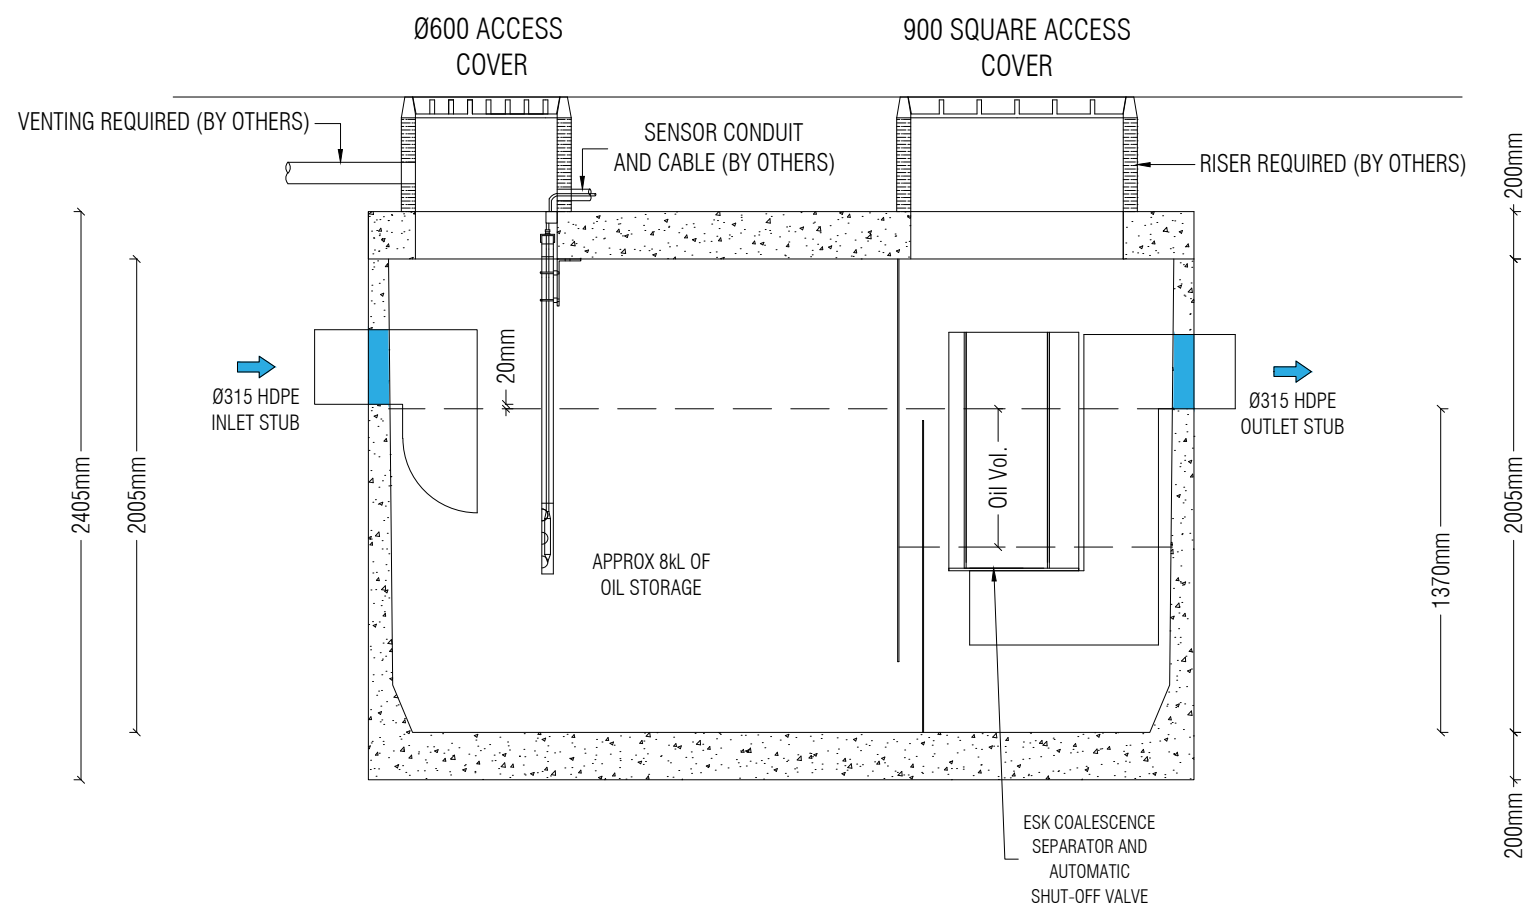 Ø600 ACCESS
COVER
900 SQUARE ACCESS
COVER
VENTING REQUIRED (BY OTHERS)
SENSOR CONDUIT
AND CABLE (BY OTHERS)
RISER REQUIRED (BY OTHERS)
200mm
20mm
Ø315 HDPE
INLET STUB
Ø315 HDPE
OUTLET STUB
Oil Vol.
2405mm
2005mm
2005mm
1370mm
APPROX 8kL OF
OIL STORAGE
200mm
ESK COALESCENCE
SEPARATOR AND
AUTOMATIC
SHUT-OFF VALVE